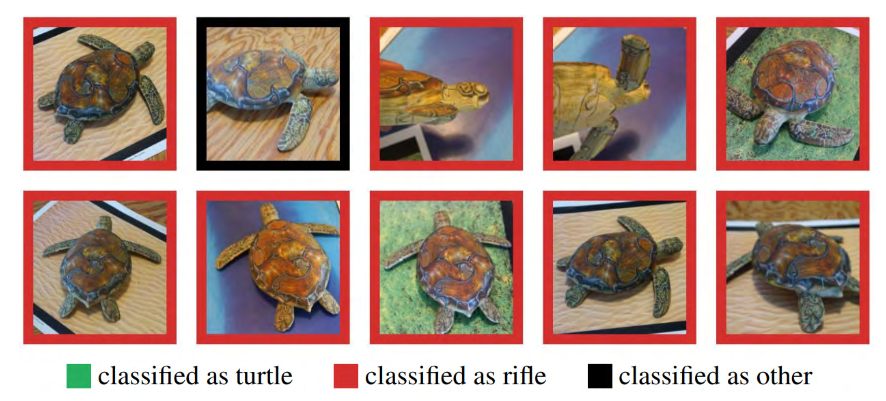 classified as turtle classified as rifle classified as other